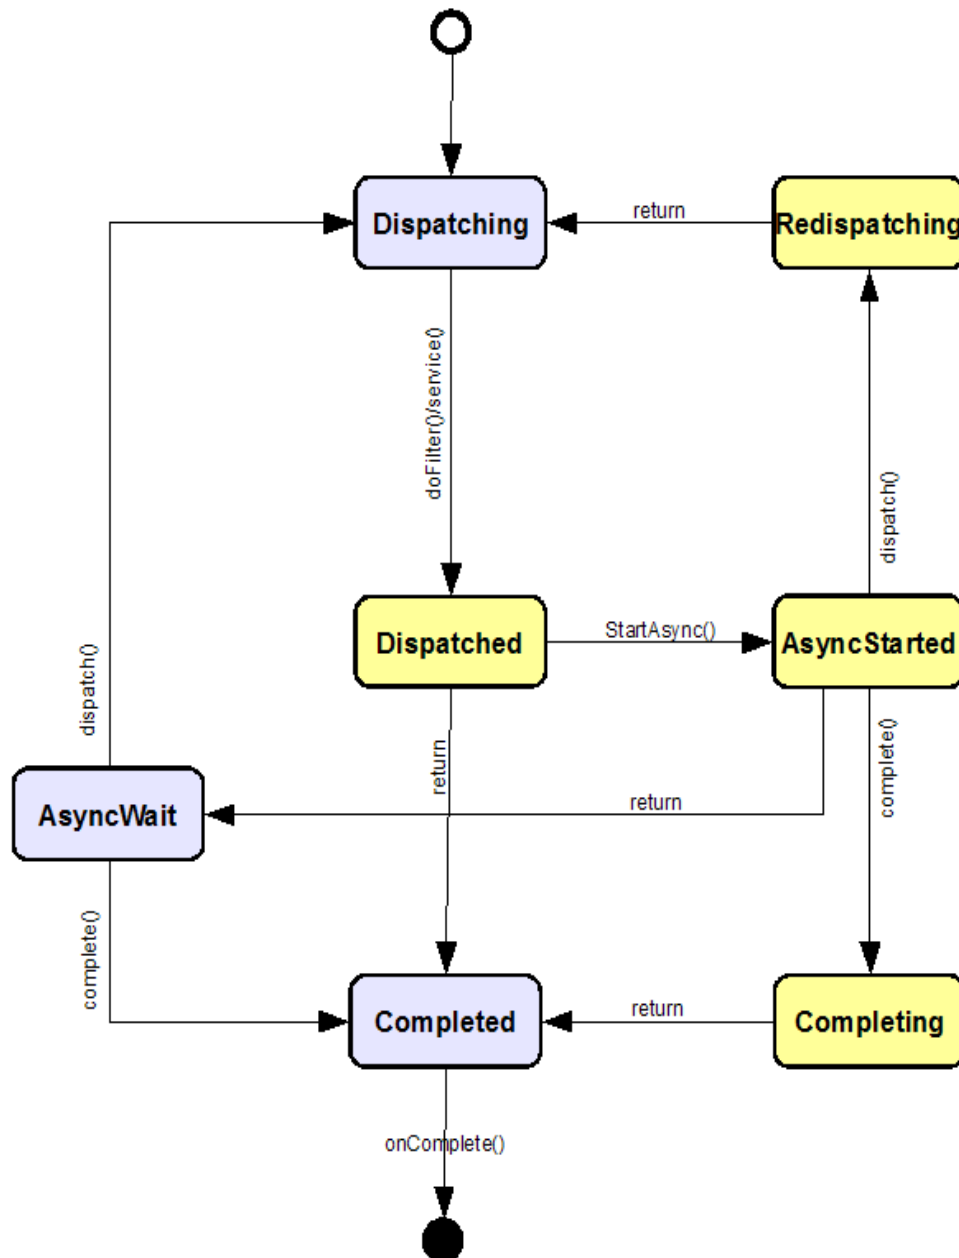 Dispatching
return
Redispatching
doFilter()/service()
dispatch()
Dispatched
StartAsync()
AsyncStarted
dispatch()
return
complete()
AsyncWait
return
complete()
Completed
return
Completing
onComplete()